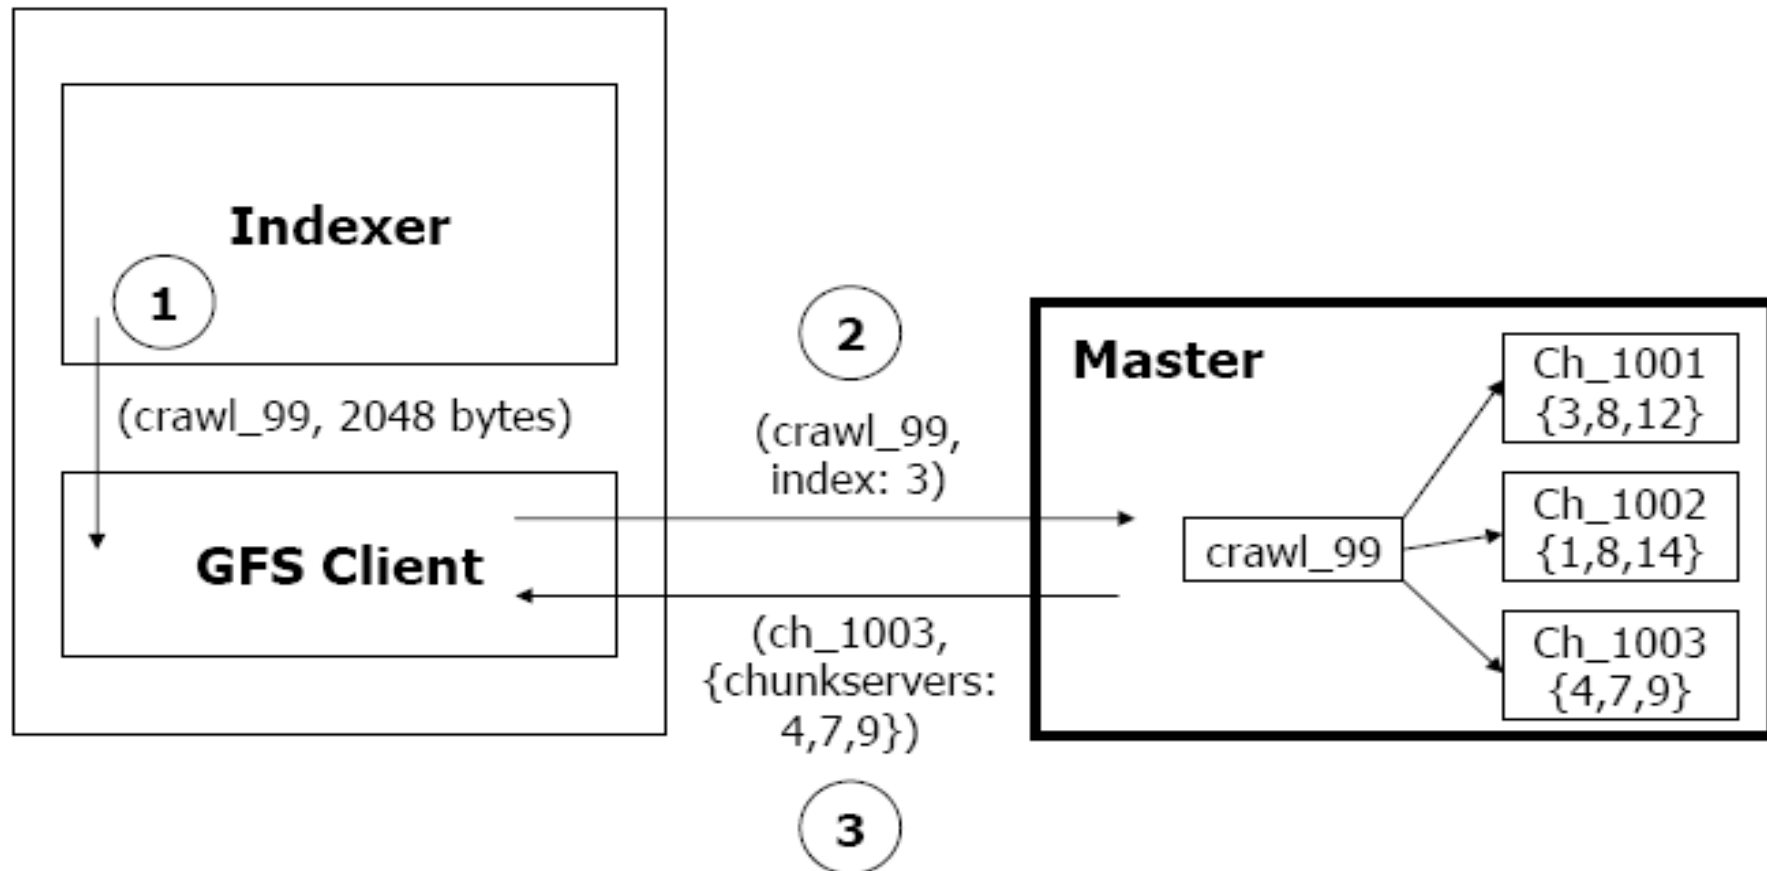 Indexer
1
(crawl_99, 2048 bytes)
GFS Client
2
(crawl_99,
index: 3)
(ch_1003,
{chunkservers:
4,7,9})
3
Master
crawl_99
Ch_1001
{3,8,12}
Ch_1002
{1,8,14}
Ch_1003
{4,7,9}